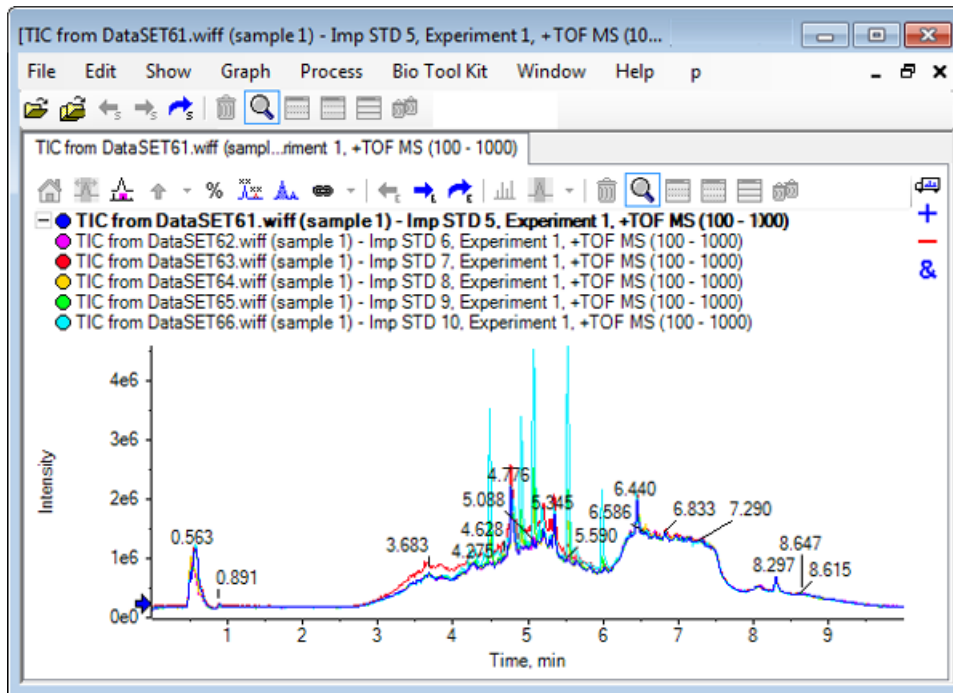 [TIC from DataSET61.wiff (sample 1) - Imp STD 5, Experiment 1, +TOF MS (10...
File Edit Show Graph Process Bio Tool Kit Window Help p
TIC from DataSET61.wiff (sampl...riment 1, +TOF MS (100 - 1000)
%
TIC from DataSET61.wiff (sample 1) - Imp STD 5, Experiment 1, +TOF MS (100 - 1000)
TIC from DataSET62.wiff (sample 1) - Imp STD 6, Experiment 1, +TOF MS (100 - 1000)
TIC from DataSET63.wiff (sample 1) - Imp STD 7, Experiment 1, +TOF MS (100 - 1000)
TIC from DataSET64.wiff (sample 1) - Imp STD 8, Experiment 1, +TOF MS (100 - 1000)
TIC from DataSET65.wiff (sample 1) - Imp STD 9, Experiment 1, +TOF MS (100 - 1000)
TIC from DataSET66.wiff (sample 1) - Imp STD 10, Experiment 1, +TOF MS (100 - 1000)
+
&
Intensity
4e6
3e6
2e6
1e6
0e0
0.563
0.891
3.683
4.275
4.628
5.088
4.776
5.345
5.590
6.586
6.440
6.833
7.290
8.297
8.647
8.615
1 2 3 4 5 6 7 8 9
Time, min